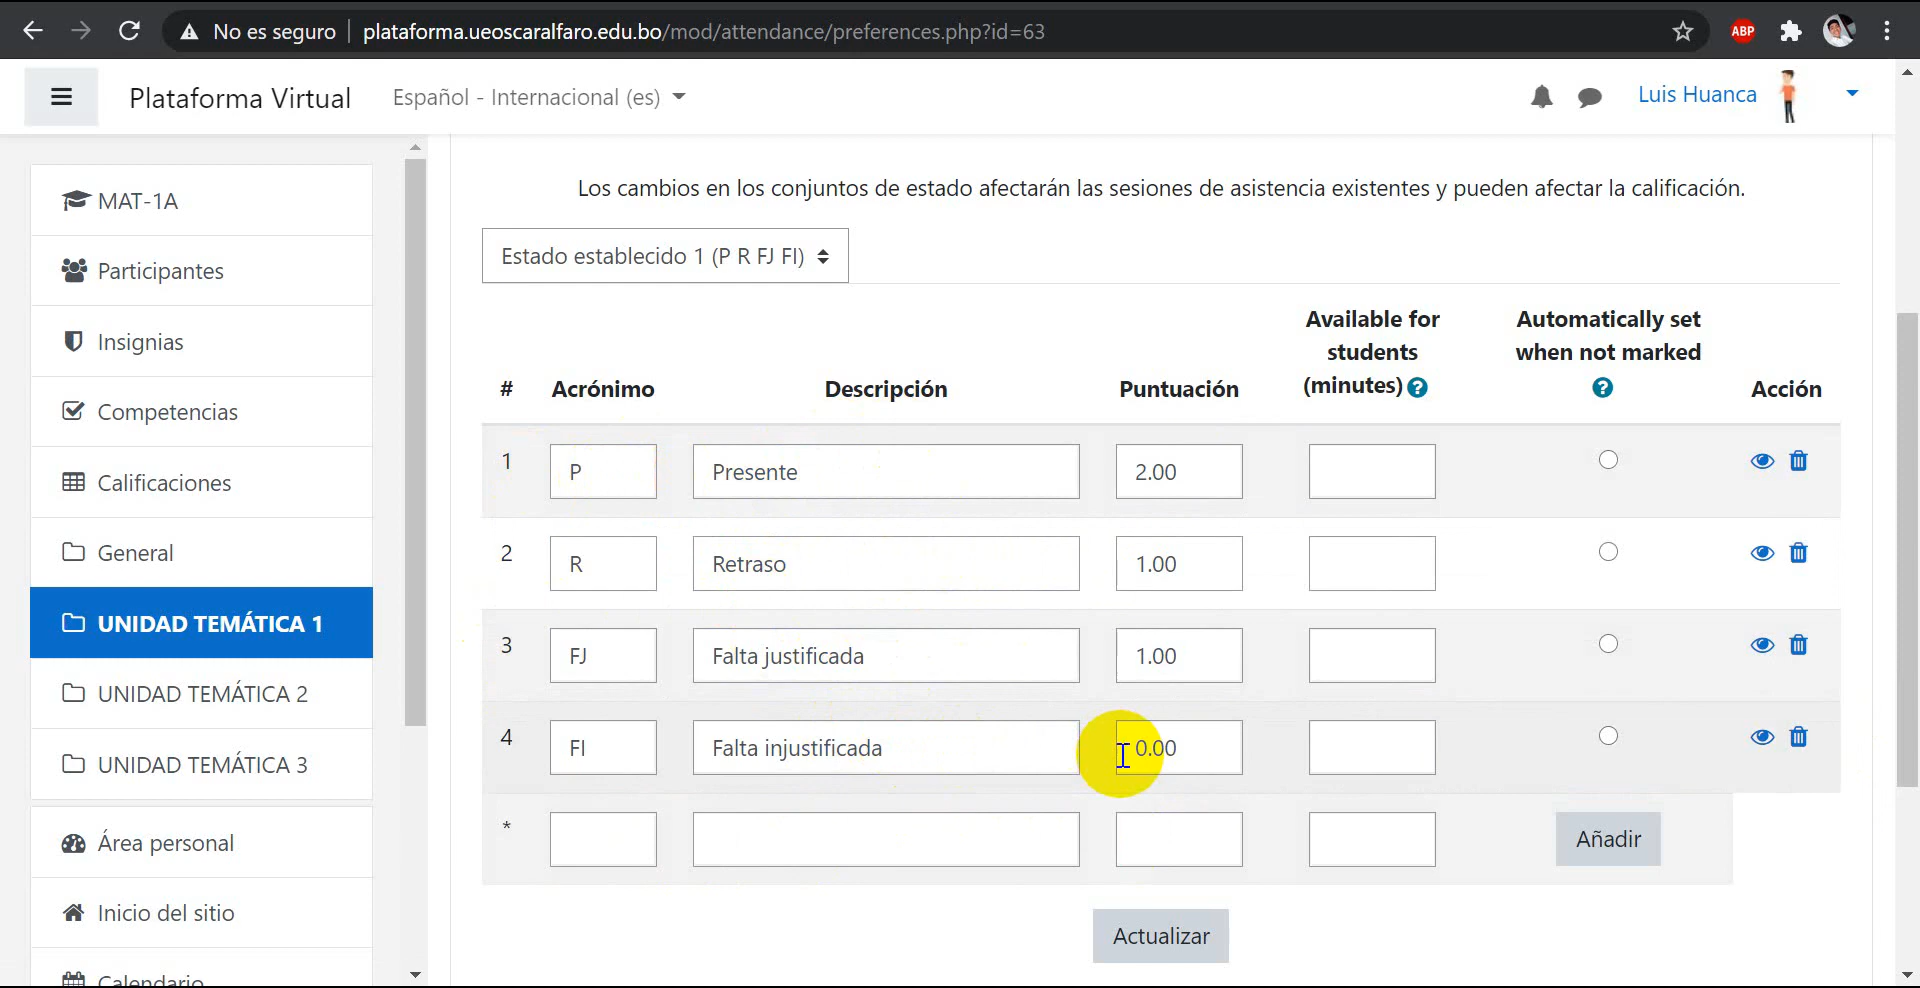 No es seguro | plataforma.ueoscaralfaro.edu.bo/mod/attendance/preferences.php?id=63
ABP
Plataforma Virtual
Español - Internacional (es)
Luis Huanca
MAT-1A
Participantes
Insignias
Competencias
Calificaciones
General
UNIDAD TEMÁTICA 1
UNIDAD TEMÁTICA 2
UNIDAD TEMÁTICA 3
Área personal
Inicio del sitio
Calendario
Los cambios en los conjuntos de estado afectarán las sesiones de asistencia existentes y pueden afectar la calificación.
Estado establecido 1 (P R FJ FI)
# Acrónimo Descripción Puntuación Available for students (minutes) ? Automatically set when not marked ? Acción
1 P Presente 2.00
2 R Retraso 1.00
3 FJ Falta justificada 1.00
4 FI Falta injustificada 0.00
* Añadir
Actualizar